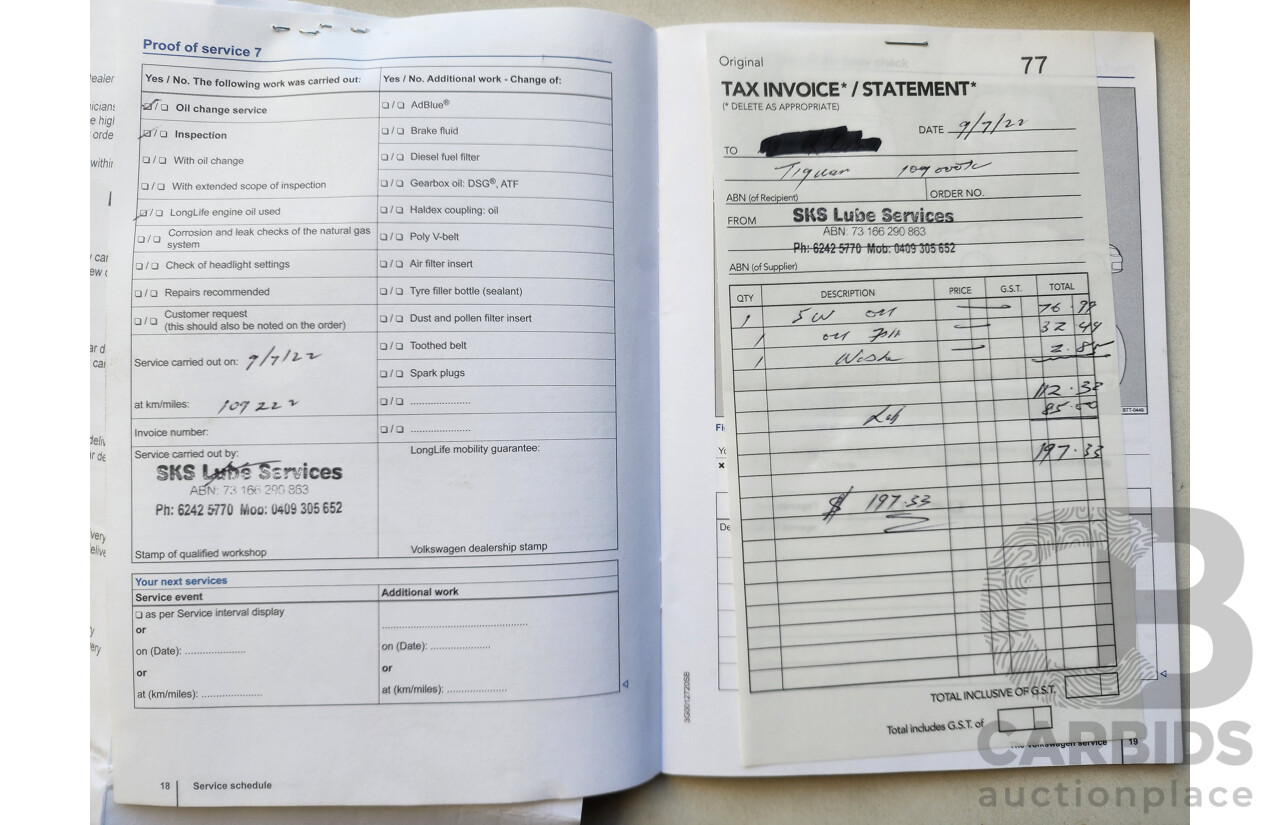 Proof of service 7
Yes / No. The following work was carried out:
Yes / No. Additional work - Change of:
Oil change service
Inspection
With oil change
With extended scope of inspection
LongLife engine oil used
Corrosion and leak checks of the natural gas
system
Check of headlight settings
Repairs recommended
Customer request
(this should also be noted on the order)
Service carried out on: 9/7/22
at km/miles: 109222
Invoice number:
Service carried out by:
SKS Lube Services
ABN: 73 166 290 863
Ph: 6242 5770 Mob: 0409 305 652
Stamp of qualified workshop
AdBlue®
Brake fluid
Diesel fuel filter
Gearbox oil: DSG®, ATF
Haldex coupling: oil
Poly V-belt
Air filter insert
Tyre filler bottle (sealant)
Dust and pollen filter insert
Toothed belt
Spark plugs
LongLife mobility guarantee:
Volkswagen dealership stamp
Your next services
Service event
as per Service interval display
or
on (Date): .....................
or
at (km/miles): .....................
Additional work
on (Date): .....................
or
at (km/miles): .....................
18 Service schedule
Original
77
TAX INVOICE* / STATEMENT*
(* DELETE AS APPROPRIATE)
DATE 9/7/22
TO
Tiguan
ABN (of Recipient)
ORDER NO.
FROM
SKS Lube Services
ABN: 73 166 290 863
Ph: 6242 5770 Mob: 0409 305 652
ABN (of Supplier)
QTY DESCRIPTION PRICE G.S.T. TOTAL
1 5W oil
1 oil 32.49
1 Wash 2.85
85.00
197.33
$ 197.33
TOTAL INCLUSIVE OF G.S.T.
Total includes G.S.T. of
The Volkswagen service 19
3G0012720SB
CARBIDS
auctionplace